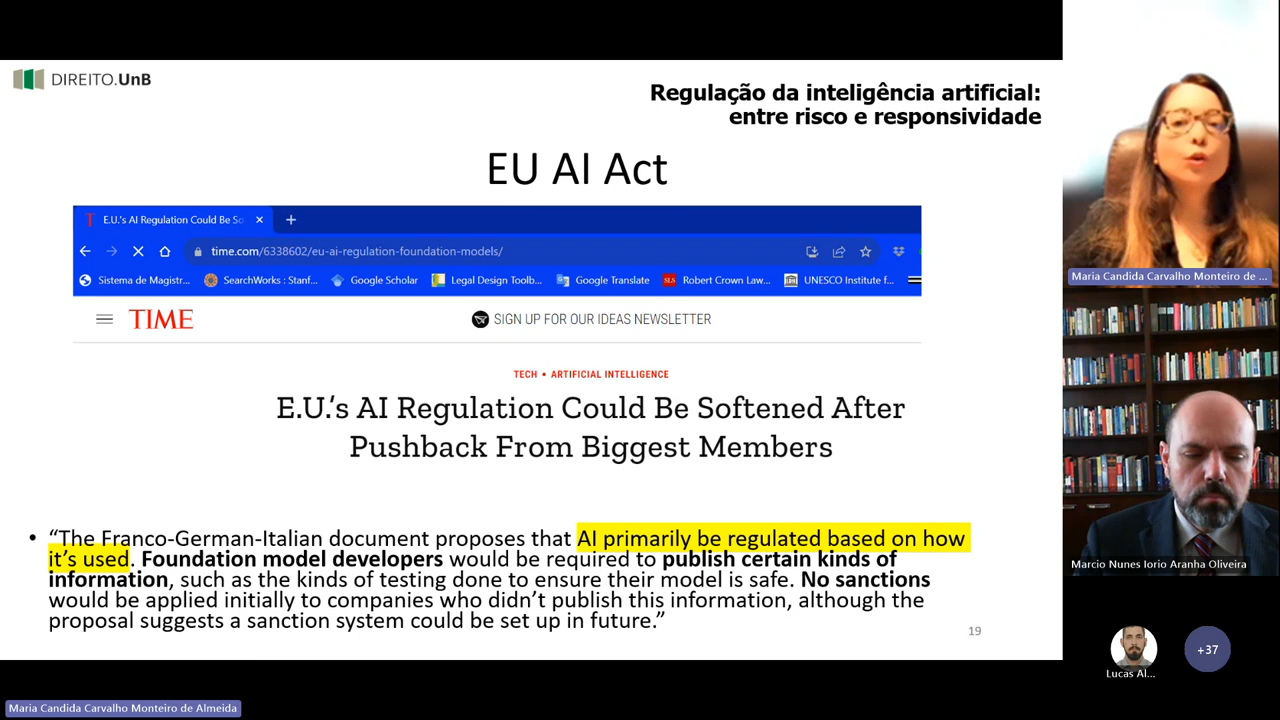 DIREITO.UnB
Regulação da inteligência artificial:
entre risco e responsividade
EU AI Act
E.U.'s AI Regulation Could Be So
time.com/6338602/eu-ai-regulation-foundation-models/
Sistema de Magistr... SearchWorks : Stanf... Google Scholar Legal Design Toolb... Google Translate Robert Crown Law... UNESCO Institute f...
TIME
SIGN UP FOR OUR IDEAS NEWSLETTER
TECH • ARTIFICIAL INTELLIGENCE
E.U.'s AI Regulation Could Be Softened After
Pushback From Biggest Members
• “The Franco-German-Italian document proposes that AI primarily be regulated based on how
it’s used. Foundation model developers would be required to publish certain kinds of
information, such as the kinds of testing done to ensure their model is safe. No sanctions
would be applied initially to companies who didn’t publish this information, although the
proposal suggests a sanction system could be set up in future.”
19
Maria Candida Carvalho Monteiro de ...
Marcio Nunes Iorio Aranha Oliveira
Lucas Al...
+37
Maria Candida Carvalho Monteiro de Almeida